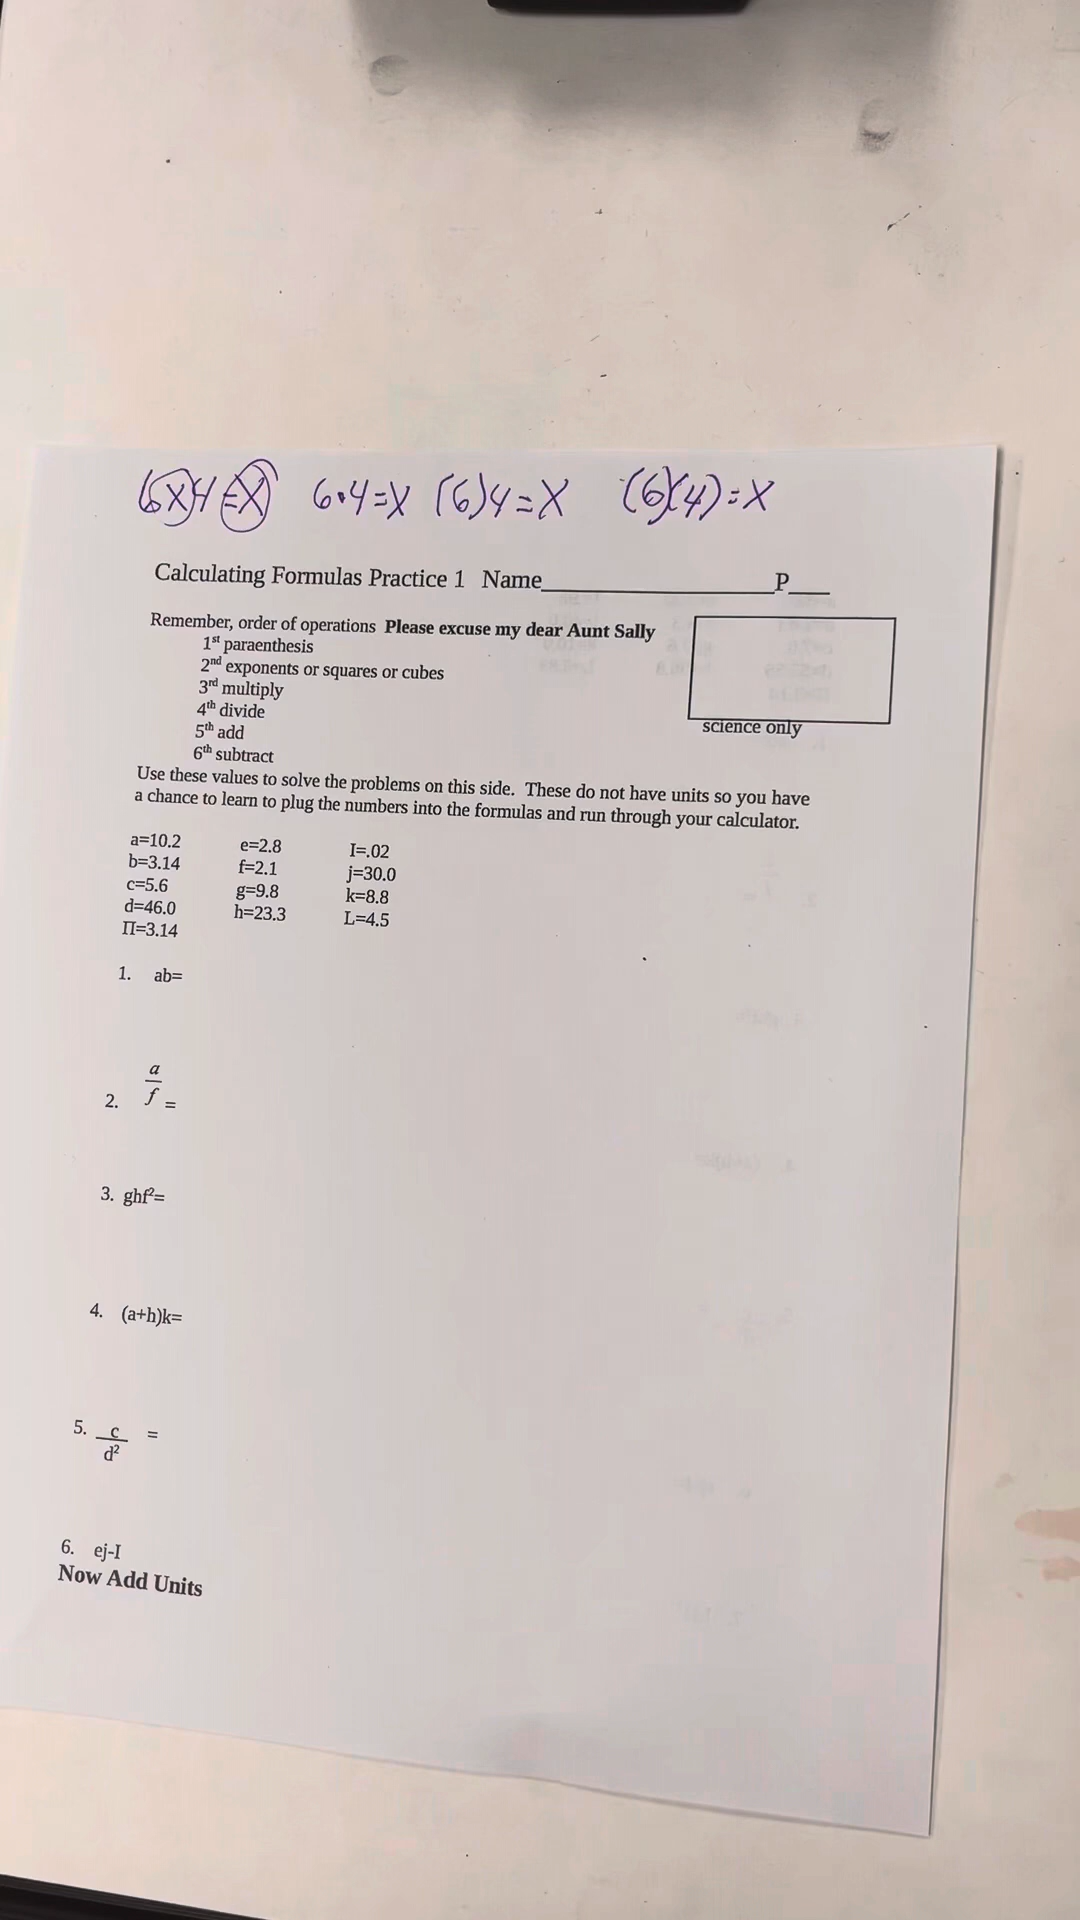 6x4=X 6·4=X (6)4=X (6)(4)=X
Calculating Formulas Practice 1 Name____________________P___
Remember, order of operations Please excuse my dear Aunt Sally
1st paraenthesis
2nd exponents or squares or cubes
3rd multiply
4th divide
5th add
6th subtract
science only
Use these values to solve the problems on this side. These do not have units so you have
a chance to learn to plug the numbers into the formulas and run through your calculator.
a=10.2 e=2.8 I=.02
b=3.14 f=2.1 j=30.0
c=5.6 g=9.8 k=8.8
d=46.0 h=23.3 L=4.5
Π=3.14
1. ab=
2. a/f =
3. ghf²=
4. (a+h)k=
5. c/d² =
6. ej-I
Now Add Units